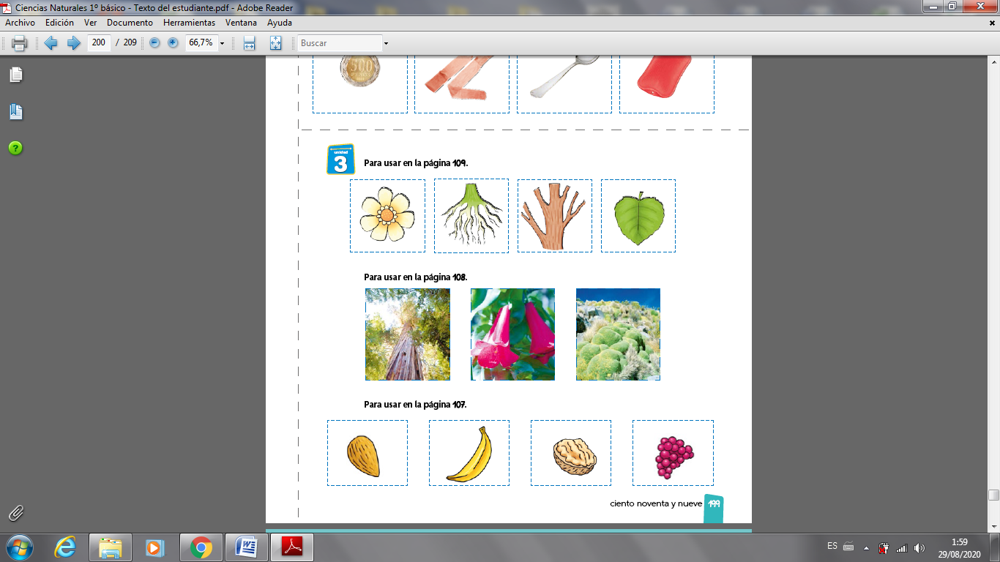 Ciencias Naturales 1º básico - Texto del estudiante.pdf - Adobe Reader
Archivo Edición Ver Documento Herramientas Ventana Ayuda
200 / 209 66,7% Buscar
500
unidad
3
Para usar en la página 109.
Para usar en la página 108.
Para usar en la página 107.
ciento noventa y nueve 199
ES
1:59
29/08/2020